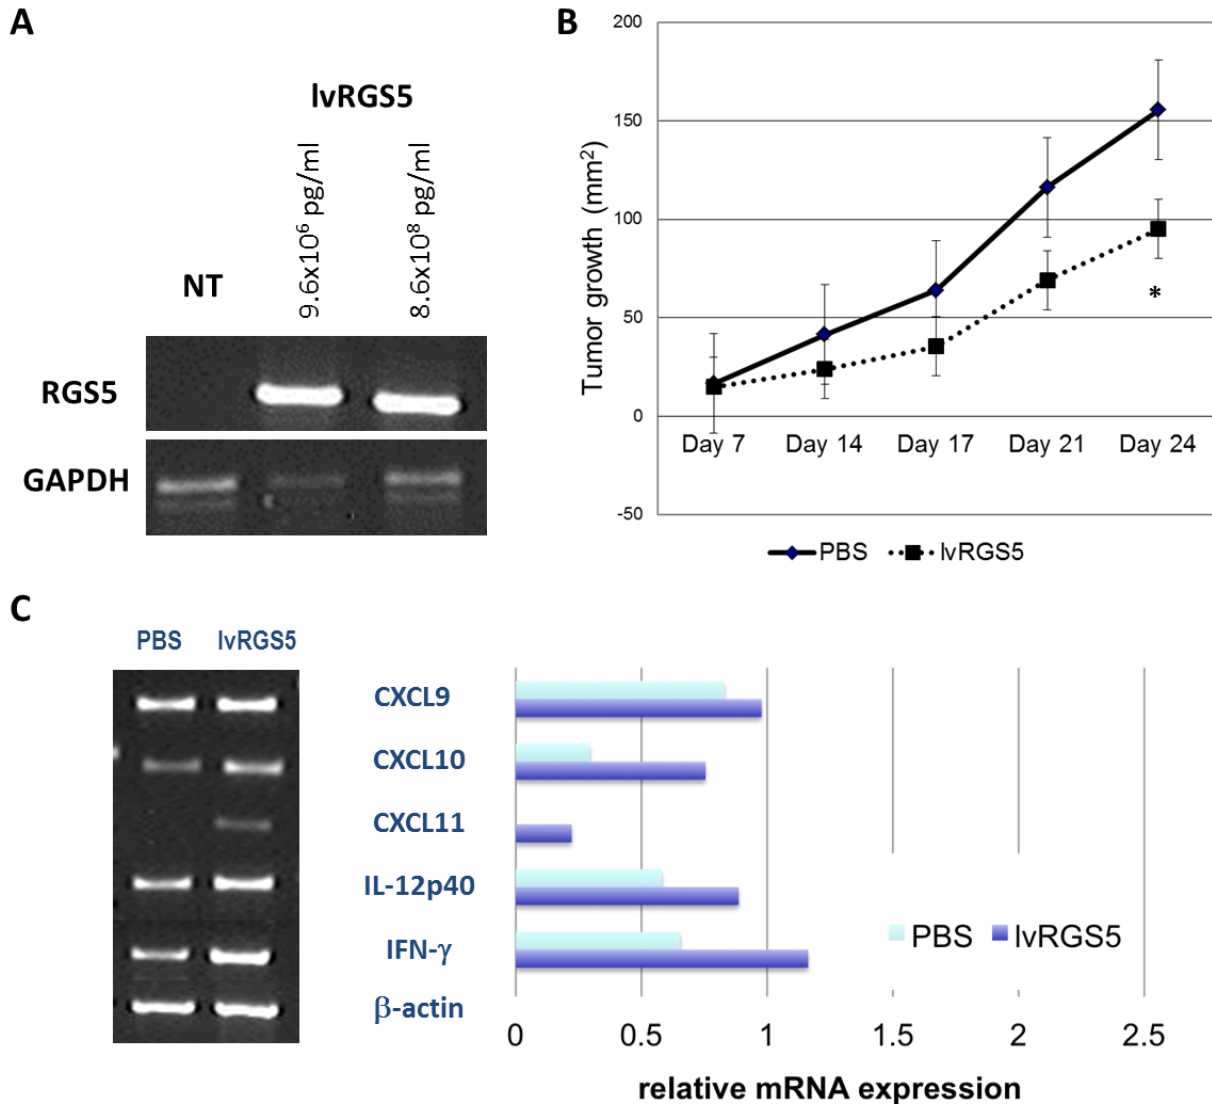 A
lvRGS5
9.6x10⁶ pg/ml
8.6x10⁸ pg/ml
NT
RGS5
GAPDH
B
Tumor growth (mm²)
200
150
100
50
0
-50
Day 7 Day 14 Day 17 Day 21 Day 24
*
PBS lvRGS5
C
PBS lvRGS5
CXCL9
CXCL10
CXCL11
IL-12p40
IFN-γ
β-actin
PBS lvRGS5
0 0.5 1 1.5 2 2.5
relative mRNA expression